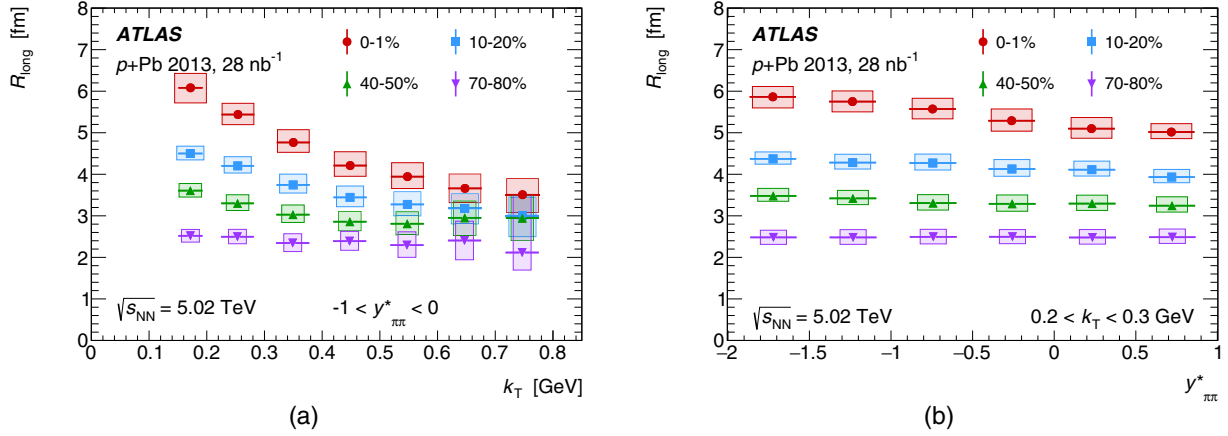 R_long [fm]
8
7
6
5
4
3
2
1
0
ATLAS
p+Pb 2013, 28 nb⁻¹
0-1%
10-20%
40-50%
70-80%
√s_NN = 5.02 TeV
-1 < y*_ππ < 0
0 0.1 0.2 0.3 0.4 0.5 0.6 0.7 0.8
k_T [GeV]
(a)
R_long [fm]
8
7
6
5
4
3
2
1
0
ATLAS
p+Pb 2013, 28 nb⁻¹
0-1%
10-20%
40-50%
70-80%
√s_NN = 5.02 TeV
0.2 < k_T < 0.3 GeV
−2 −1.5 −1 −0.5 0 0.5 1
y*_ππ
(b)